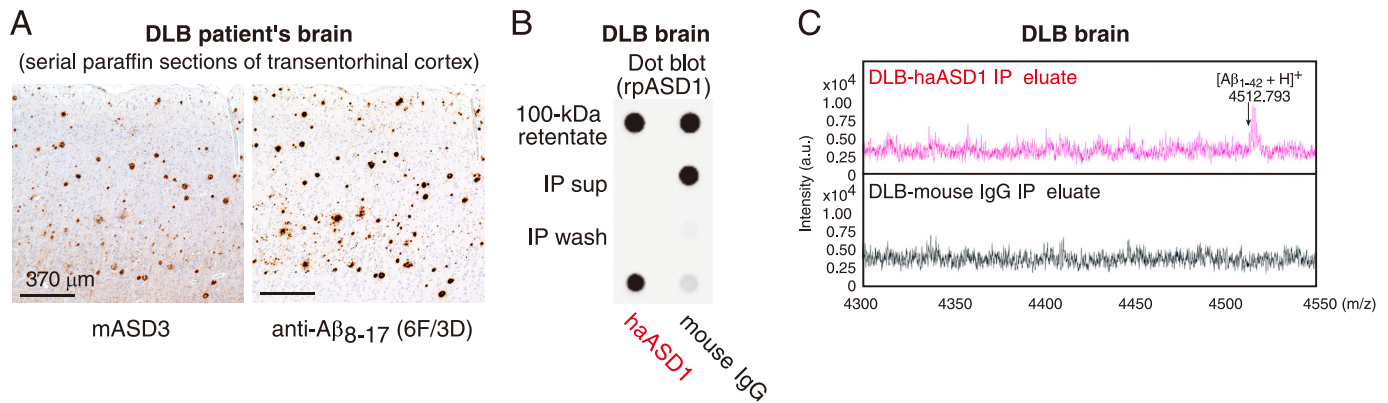 A
DLB patient's brain
(serial paraffin sections of transentorhinal cortex)
370 μm
mASD3
anti-Aβ8-17 (6F/3D)
B
DLB brain
Dot blot
(rpASD1)
100-kDa
retentate
IP sup
IP wash
haASD1
mouse IgG
C
DLB brain
Intensity (a.u.)
x10⁴
1.00
0.75
0.50
0.25
0
DLB-haASD1 IP eluate
[Aβ1-42 + H]⁺
4512.793
x10⁴
1.00
0.75
0.50
0.25
DLB-mouse IgG IP eluate
4300
4350
4400
4450
4500
4550 (m/z)